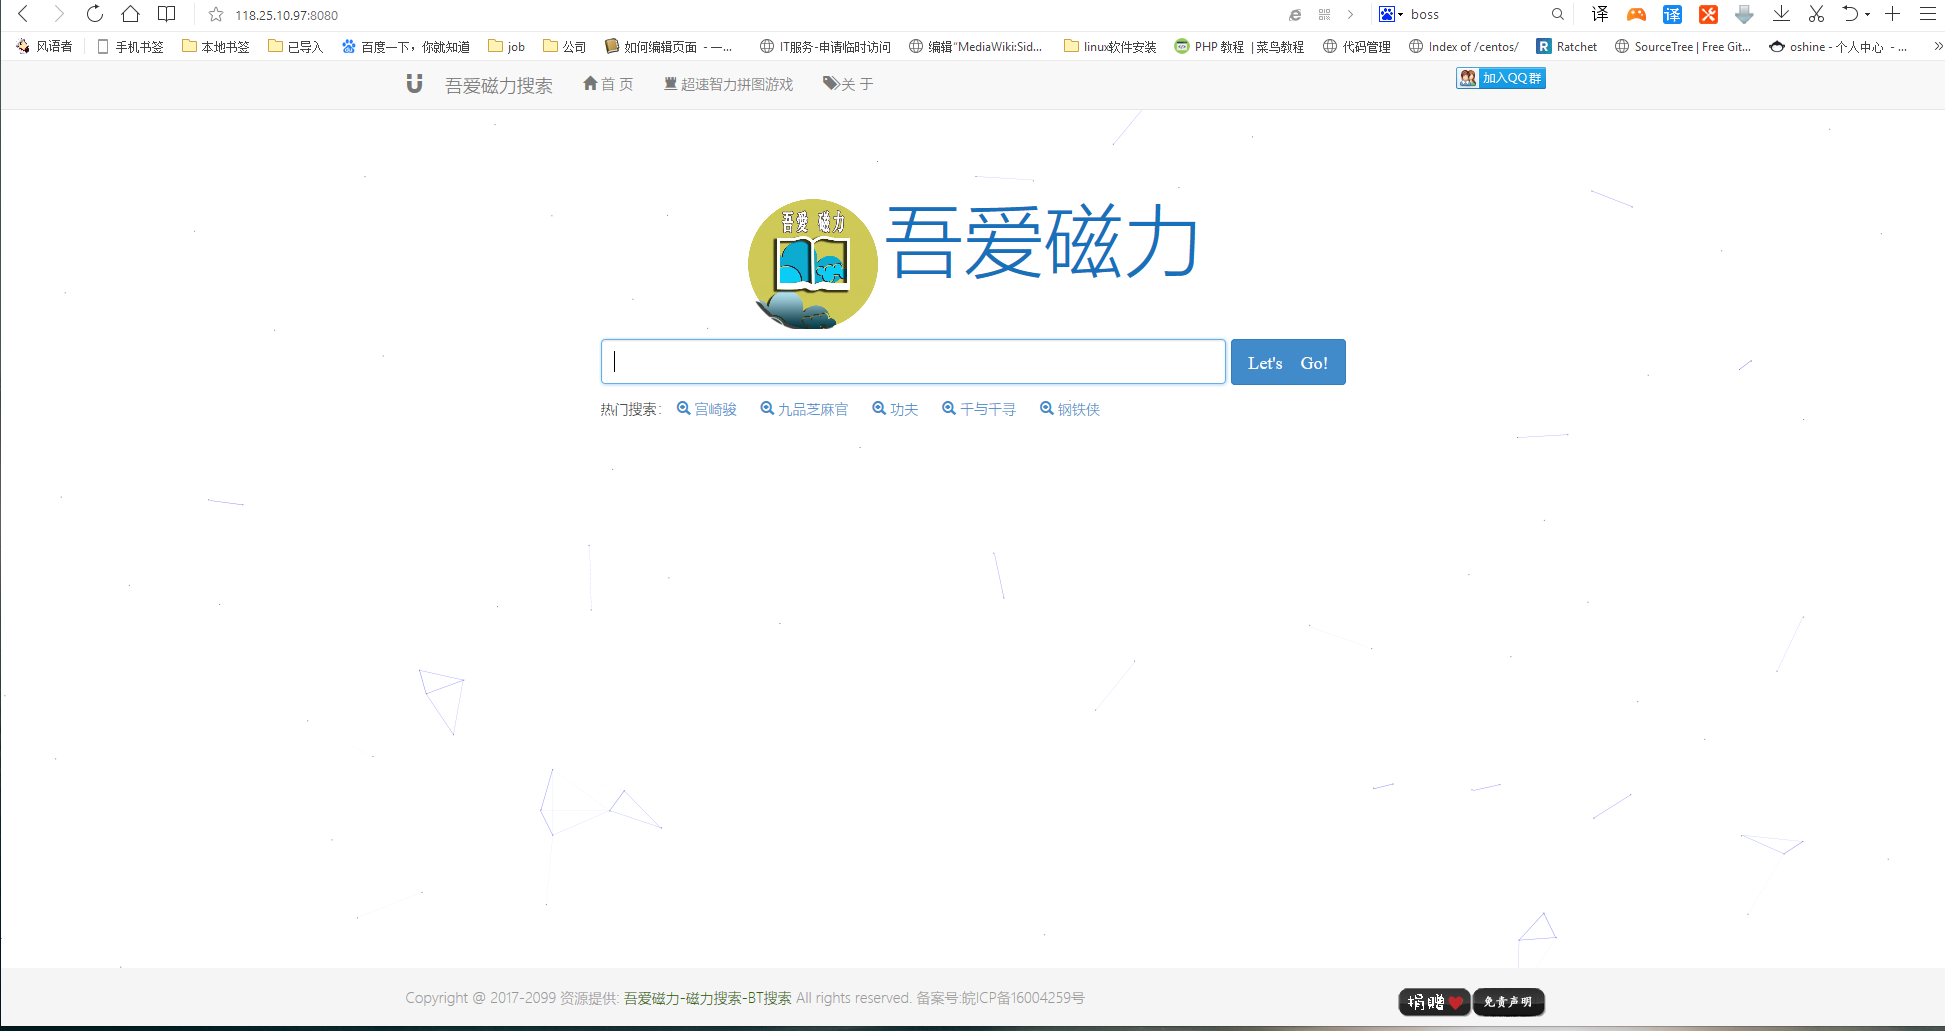 118.25.10.97:8080 boss 译 译
风语者 手机书签 本地书签 已导入 百度一下，你就知道 job 公司 如何编辑页面 - 一... IT服务-申请临时访问 编辑“MediaWiki:Sid... linux软件安装 PHP 教程 | 菜鸟教程 代码管理 Index of /centos/ R Ratchet SourceTree | Free Git... oshine - 个人中心 - ...
吾爱磁力搜索 首 页 超速智力拼图游戏 关 于 加入QQ群
吾爱 磁力
吾爱磁力
Let's Go!
热门搜索： 宫崎骏 九品芝麻官 功夫 千与千寻 钢铁侠
Copyright @ 2017-2099 资源提供: 吾爱磁力-磁力搜索-BT搜索 All rights reserved. 备案号:皖ICP备16004259号 捐赠 免责声明